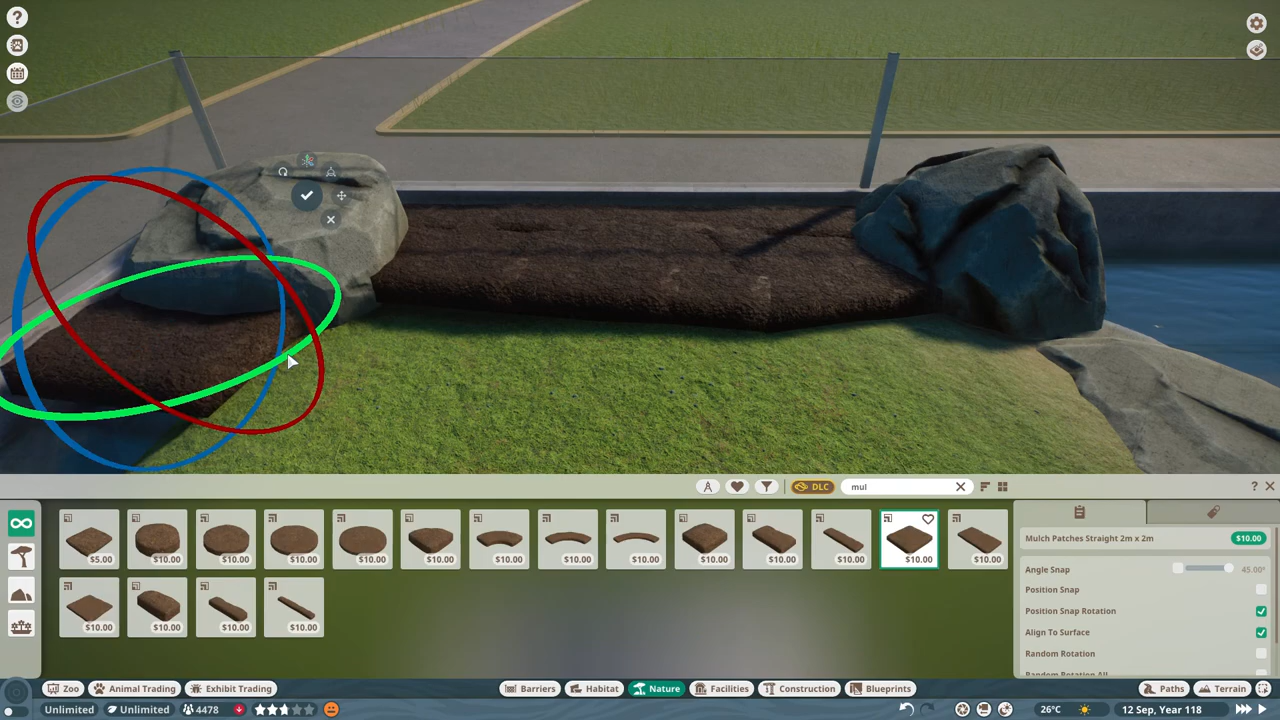 DLC
mul
?
$5.00 $10.00 $10.00 $10.00 $10.00 $10.00 $10.00 $10.00 $10.00 $10.00 $10.00 $10.00 $10.00 $10.00
$10.00 $10.00 $10.00 $10.00
Mulch Patches Straight 2m x 2m $10.00
Angle Snap 45.00°
Position Snap
Position Snap Rotation
Align To Surface
Random Rotation
Zoo Animal Trading Exhibit Trading Barriers Habitat Nature Facilities Construction Blueprints Paths Terrain
Unlimited Unlimited 4478 26°C 12 Sep, Year 118